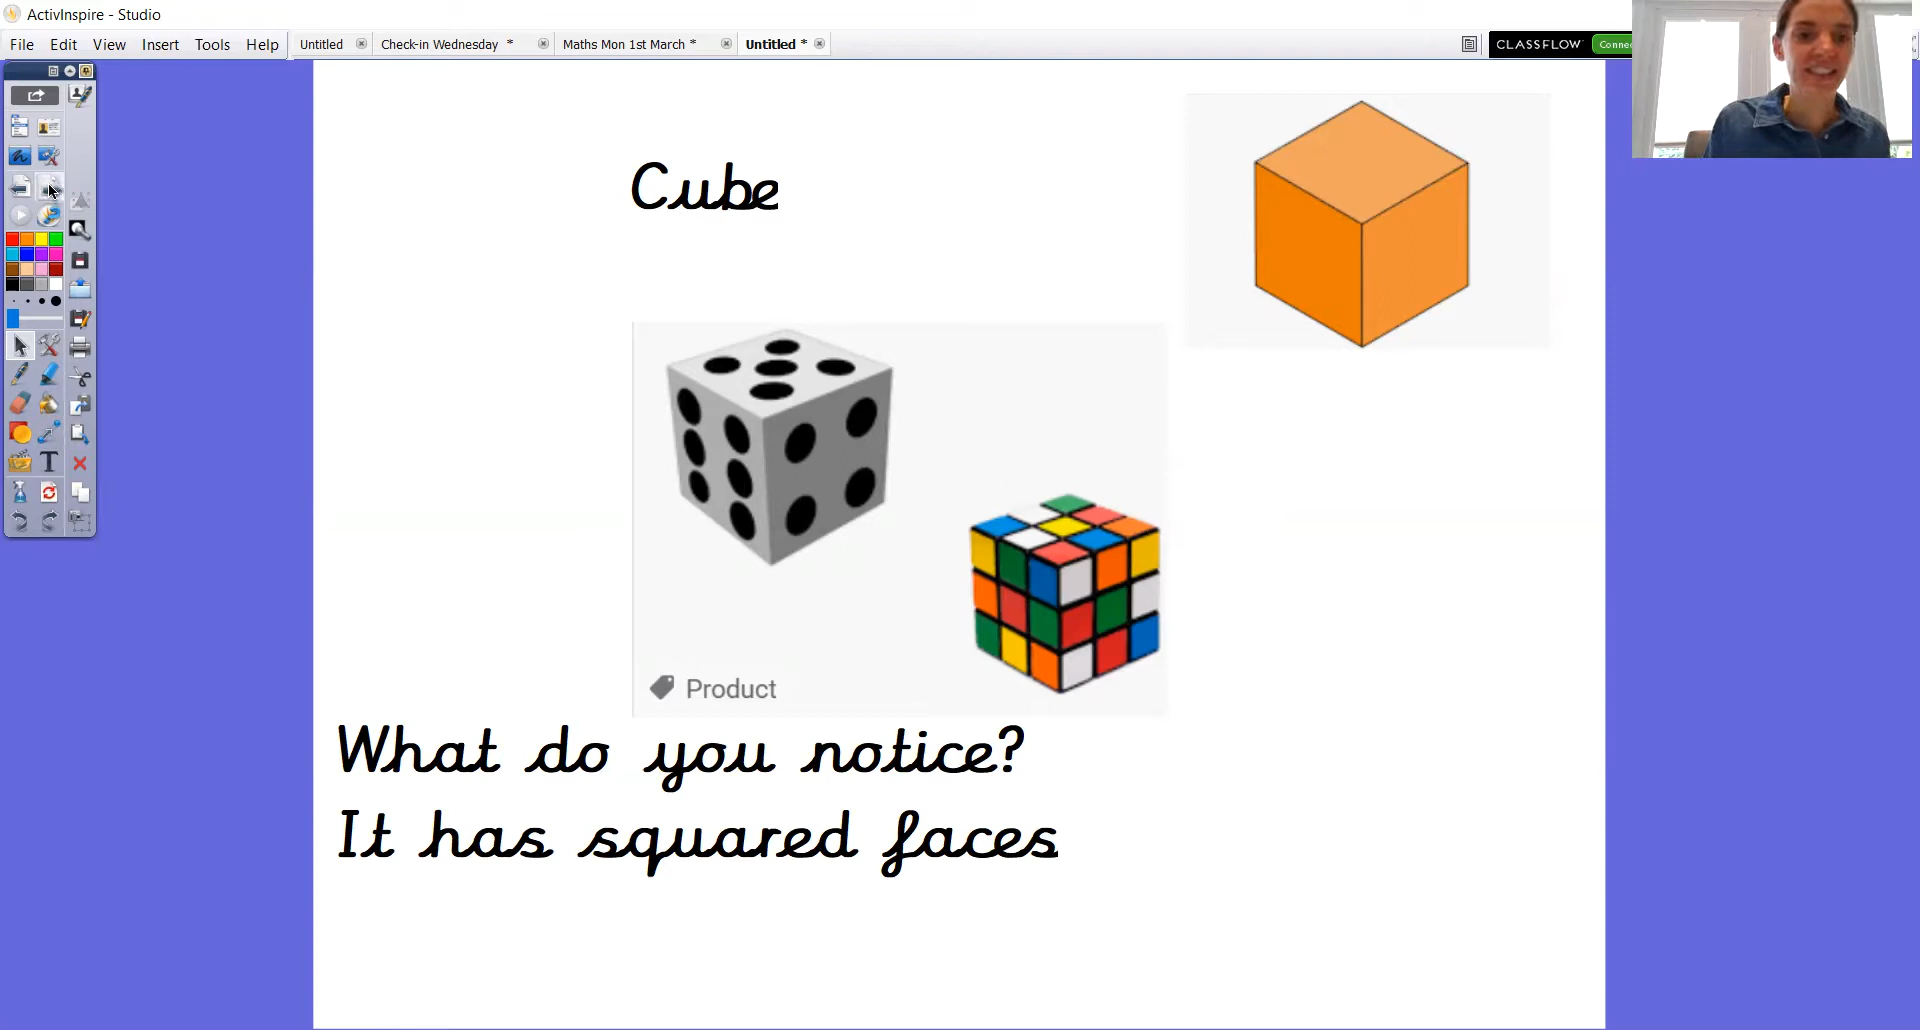 ActivInspire - Studio
File Edit View Insert Tools Help
Untitled
Check-in Wednesday *
Maths Mon 1st March *
Untitled *
CLASSFLOW
Cube
Product
What do you notice?
It has squared faces